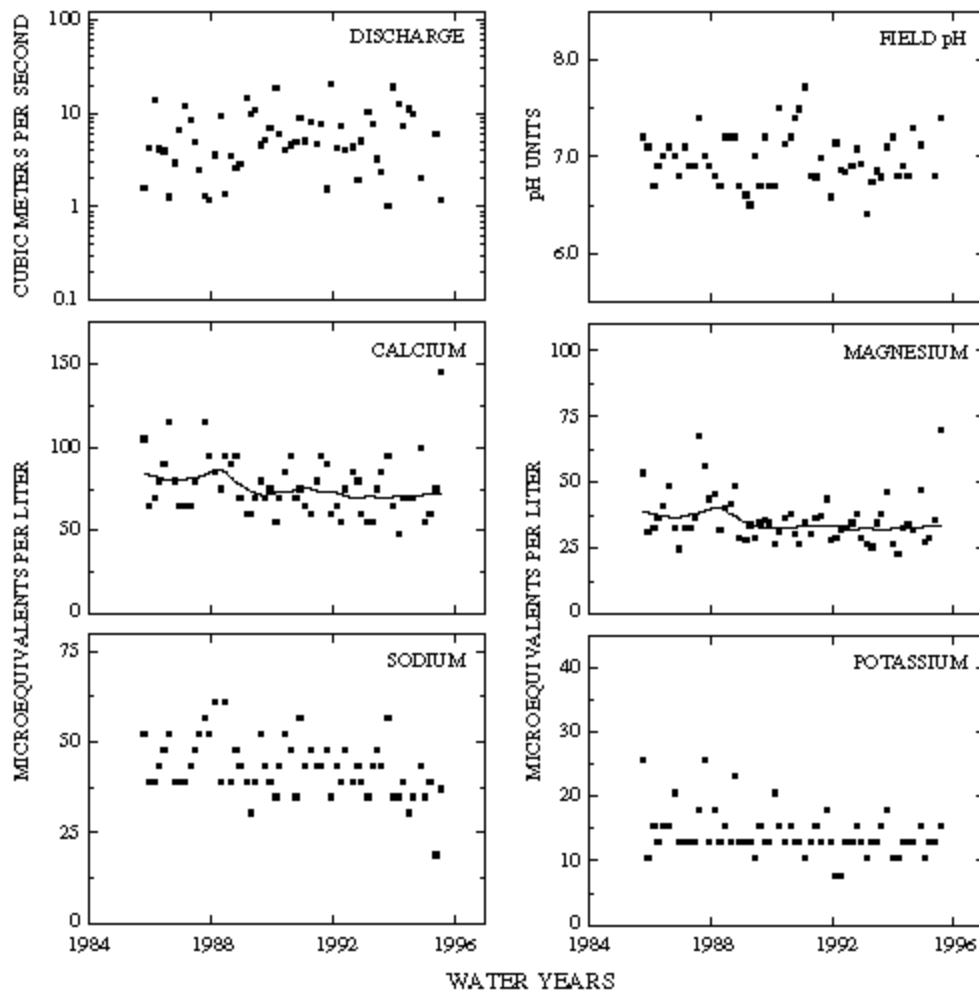 CUBIC METERS PER SECOND
100
10
1
0.1
DISCHARGE
pH UNITS
8.0
7.0
6.0
FIELD pH
MICROEQUIVALENTS PER LITER
150
100
50
0
CALCIUM
MICROEQUIVALENTS PER LITER
100
75
50
25
0
MAGNESIUM
75
50
25
0
SODIUM
1984 1988 1992 1996
40
30
20
10
0
POTASSIUM
1984 1988 1992 1996
WATER YEARS